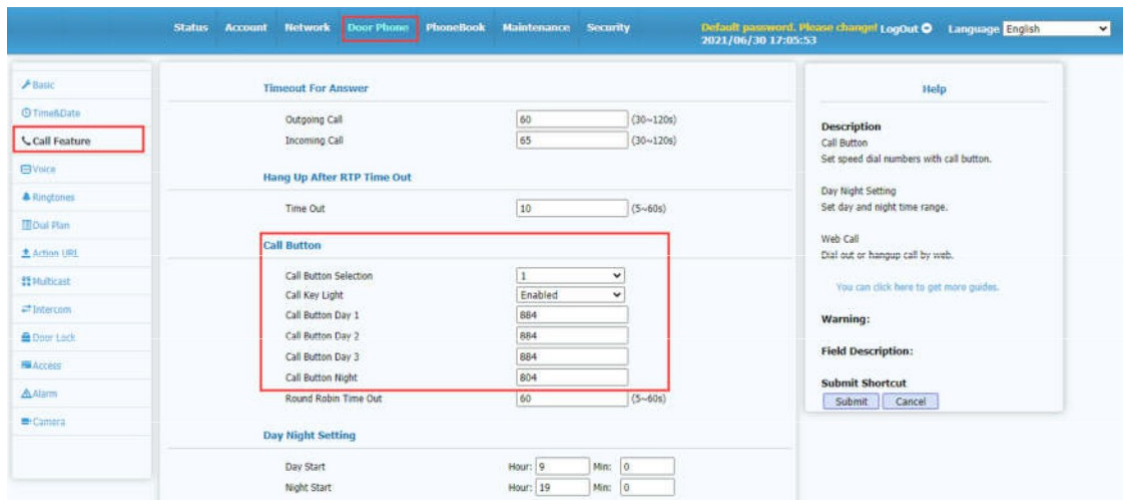 Status Account Network Door Phone PhoneBook Maintenance Security
Default password. Please change! LogOut Language English
2021/06/30 17:05:53
Basic
Time&Date
Call Feature
Voice
Ringtones
Dial Plan
Action URL
Multicast
Intercom
Door Lock
Access
Alarm
Camera
Timeout For Answer
Outgoing Call 60 (30~120s)
Incoming Call 65 (30~120s)
Hang Up After RTP Time Out
Time Out 10 (5~60s)
Call Button
Call Button Selection 1
Call Key Light Enabled
Call Button Day 1 884
Call Button Day 2 884
Call Button Day 3 884
Call Button Night 804
Round Robin Time Out 60 (5~60s)
Day Night Setting
Day Start Hour: 9 Min: 0
Night Start Hour: 19 Min: 0
Help
Description
Call Button
Set speed dial numbers with call button.
Day Night Setting
Set day and night time range.
Web Call
Dial out or hangup call by web.
You can click here to get more guides.
Warning:
Field Description:
Submit Shortcut
Submit Cancel